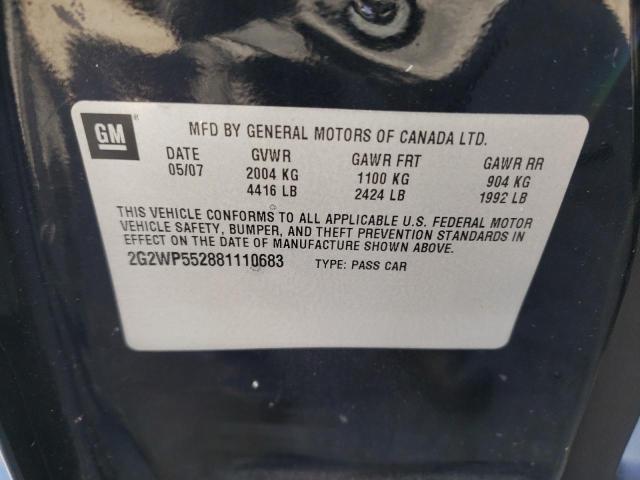 GM ®
MFD BY GENERAL MOTORS OF CANADA LTD.
DATE GVWR GAWR FRT GAWR RR
05/07 2004 KG 1100 KG 904 KG
4416 LB 2424 LB 1992 LB
THIS VEHICLE CONFORMS TO ALL APPLICABLE U.S. FEDERAL MOTOR
VEHICLE SAFETY, BUMPER, AND THEFT PREVENTION STANDARDS IN
EFFECT ON THE DATE OF MANUFACTURE SHOWN ABOVE.
2G2WP552881110683 TYPE: PASS CAR